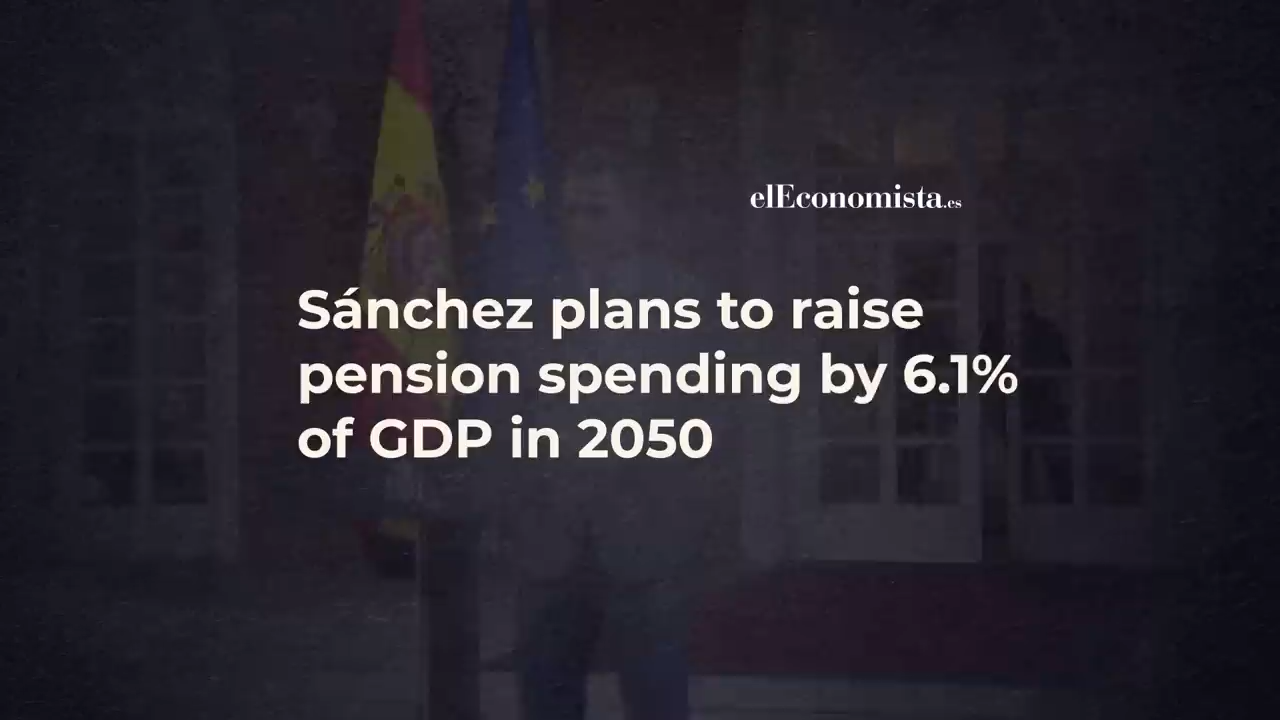 elEconomista.es
Sánchez plans to raise
pension spending by 6.1%
of GDP in 2050